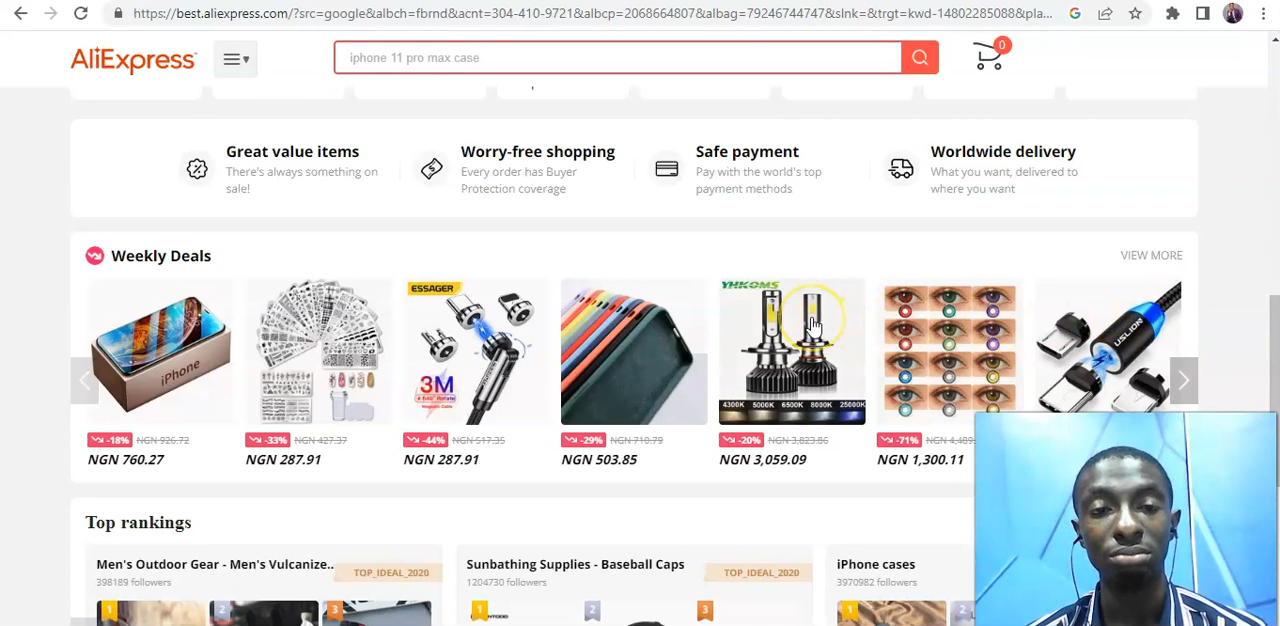 https://best.aliexpress.com/?src=google&albch=fbrnd&acnt=304-410-9721&albcp=2068664807&albag=79246744747&slnk=&trgt=kwd-14802285088&pla...
AliExpress
iphone 11 pro max case
0
Great value items
There's always something on
sale!
Worry-free shopping
Every order has Buyer
Protection coverage
Safe payment
Pay with the world's top
payment methods
Worldwide delivery
What you want, delivered to
where you want
Weekly Deals
VIEW MORE
iPhone
ESSAGER
3M
YHKOMS
4300K 5000K 6500K 8000K 25000K
USLION
-18% NGN 926.72
NGN 760.27
-33% NGN 427.37
NGN 287.91
-44% NGN 517.35
NGN 287.91
-29% NGN 710.79
NGN 503.85
-20% NGN 3,823.86
NGN 3,059.09
-71% NGN 4,489.
NGN 1,300.11
Top rankings
Men's Outdoor Gear - Men's Vulcanize..
398189 followers
TOP_IDEAL_2020
1
2
3
Sunbathing Supplies - Baseball Caps
1204730 followers
TOP_IDEAL_2020
1
2
3
iPhone cases
3970982 followers
1
2